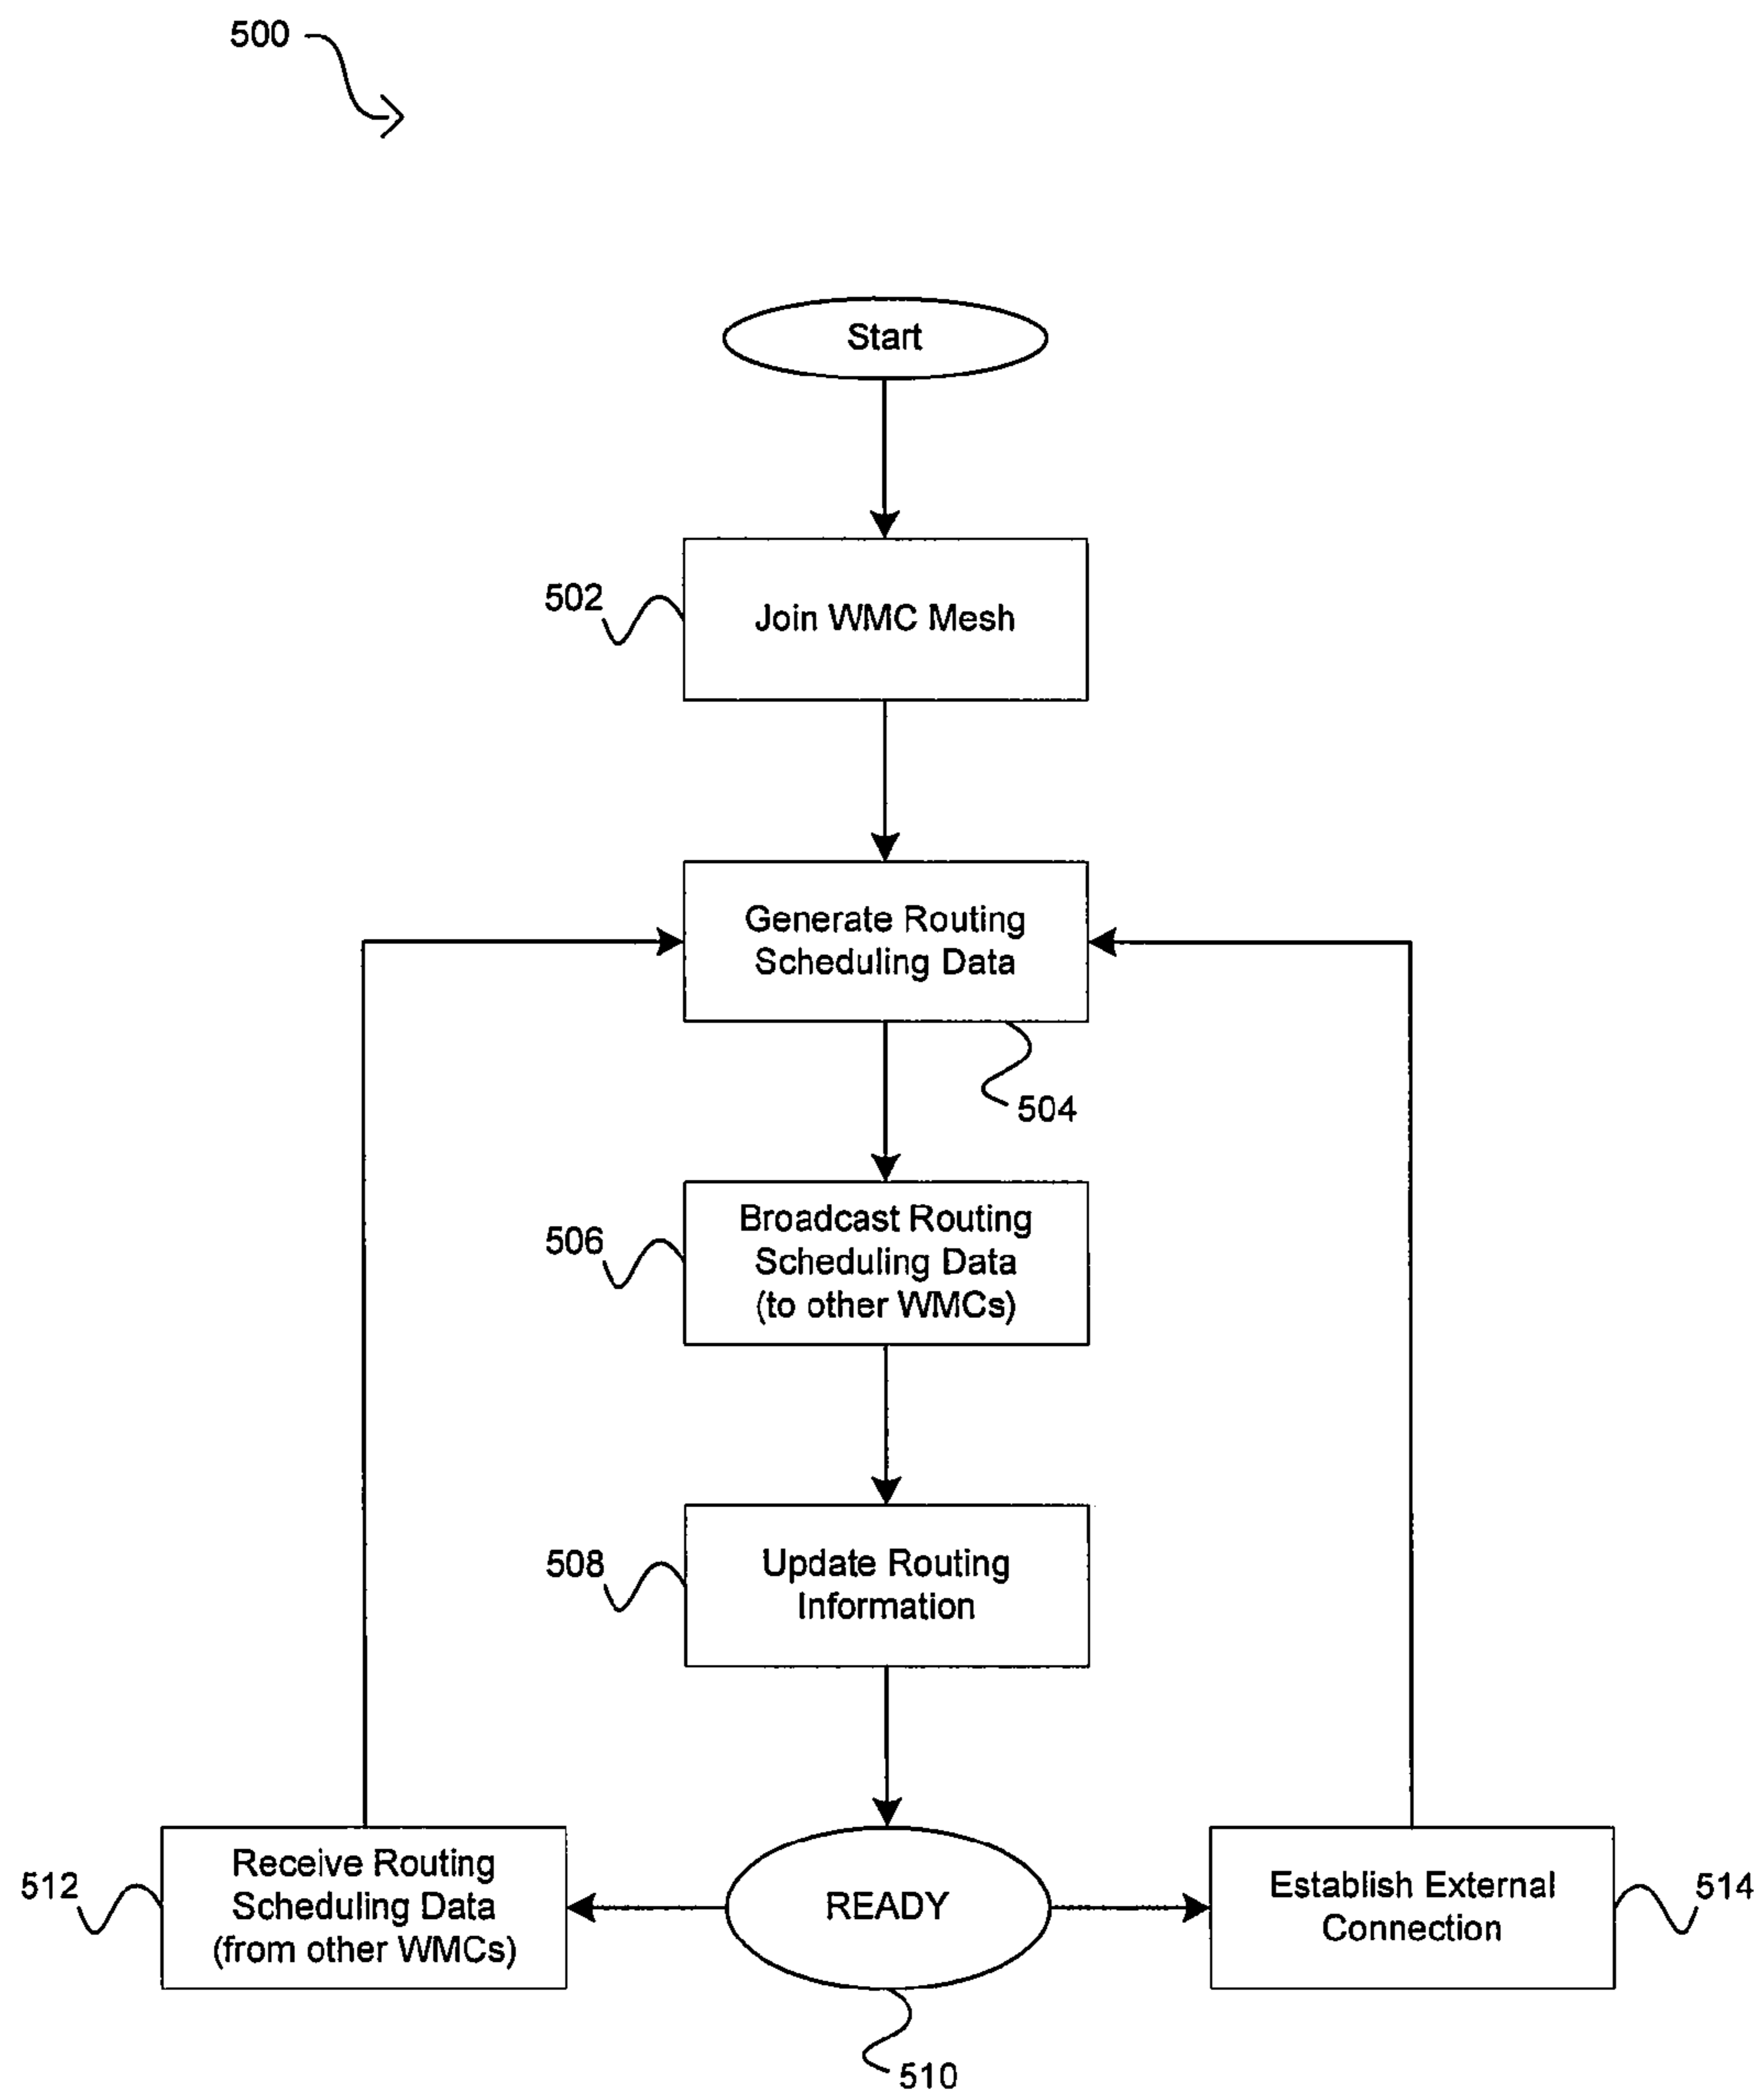 500
Start
502
Join WMC Mesh
Generate Routing
Scheduling Data
504
506
Broadcast Routing
Scheduling Data
(to other WMCs)
508
Update Routing
Information
512
Receive Routing
Scheduling Data
(from other WMCs)
READY
Establish External
Connection
514
510